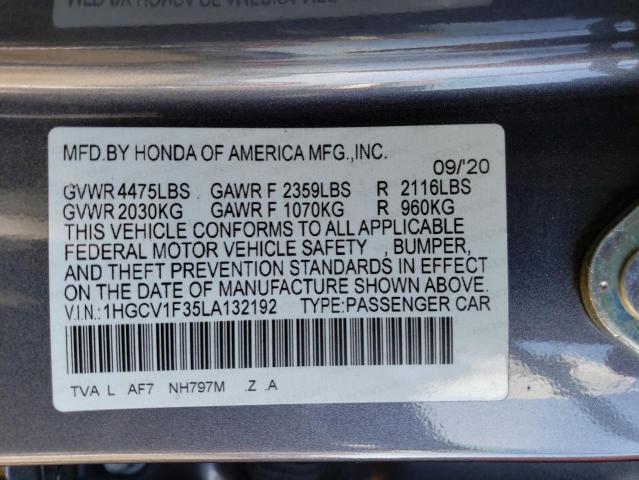 MFD.BY HONDA OF AMERICA MFG.,INC.
09/'20
GVWR 4475LBS GAWR F 2359LBS R 2116LBS
GVWR 2030KG GAWR F 1070KG R 960KG
THIS VEHICLE CONFORMS TO ALL APPLICABLE
FEDERAL MOTOR VEHICLE SAFETY , BUMPER,
AND THEFT PREVENTION STANDARDS IN EFFECT
ON THE DATE OF MANUFACTURE SHOWN ABOVE.
V.I.N.:1HGCV1F35LA132192 TYPE:PASSENGER CAR
TVA L AF7 NH797M .Z .A